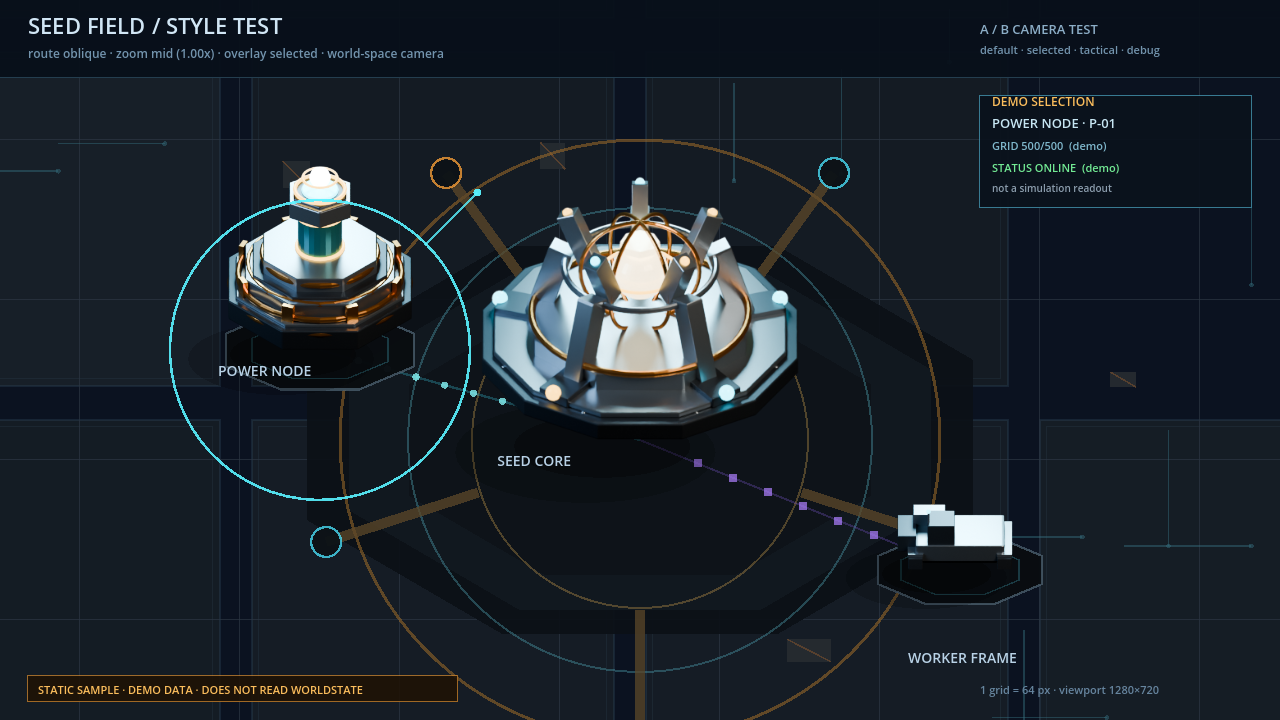 SEED FIELD / STYLE TEST
route oblique · zoom mid (1.00x) · overlay selected · world-space camera
A / B CAMERA TEST
default · selected · tactical · debug
DEMO SELECTION
POWER NODE · P-01
GRID 500/500 (demo)
STATUS ONLINE (demo)
not a simulation readout
POWER NODE
SEED CORE
WORKER FRAME
STATIC SAMPLE · DEMO DATA · DOES NOT READ WORLDSTATE
1 grid = 64 px · viewport 1280×720